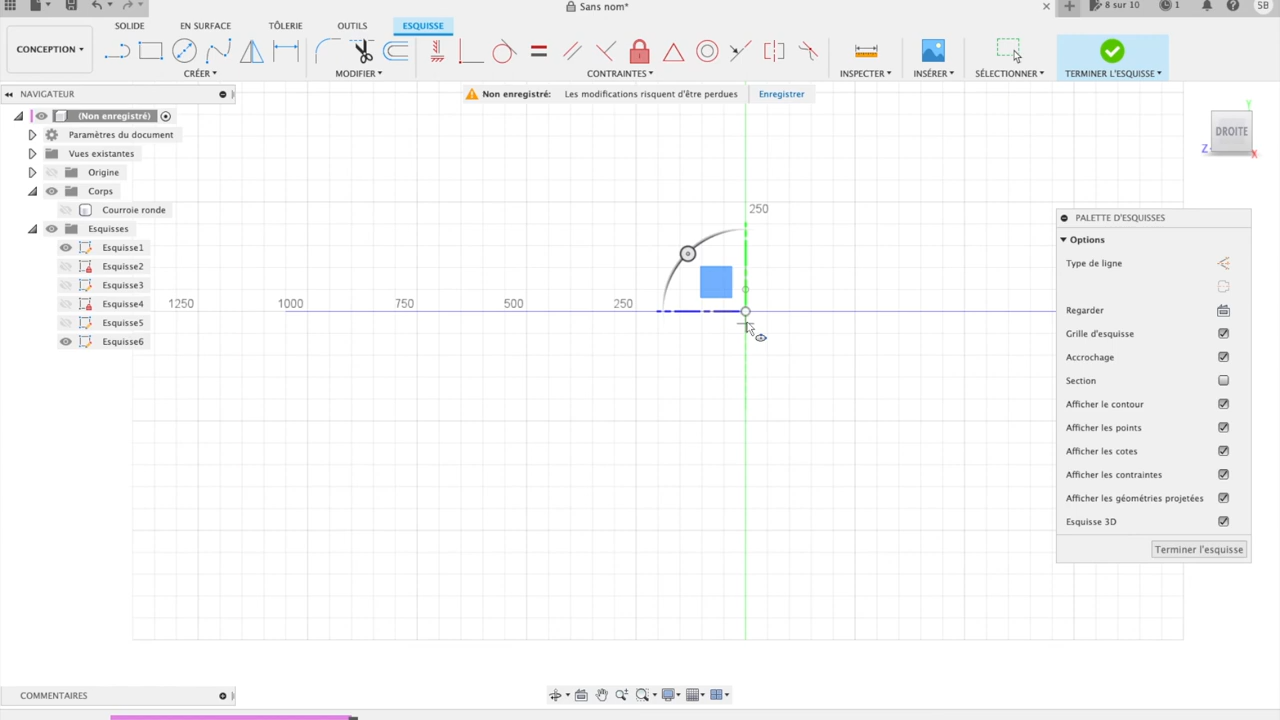 Sans nom*
8 sur 10
1
SB
SOLIDE
EN SURFACE
TÔLERIE
OUTILS
ESQUISSE
CONCEPTION
CRÉER
MODIFIER
CONTRAINTES
INSPECTER
INSÉRER
SÉLECTIONNER
TERMINER L'ESQUISSE
NAVIGATEUR
Non enregistré:
Les modifications risquent d'être perdues
Enregistrer
(Non enregistré)
Paramètres du document
Vues existantes
Origine
Corps
Courroie ronde
Esquisses
Esquisse1
Esquisse2
Esquisse3
Esquisse4
Esquisse5
Esquisse6
250
1250
1000
750
500
250
Y
DROITE
Z
X
PALETTE D'ESQUISSES
Options
Type de ligne
Regarder
Grille d'esquisse
Accrochage
Section
Afficher le contour
Afficher les points
Afficher les cotes
Afficher les contraintes
Afficher les géométries projetées
Esquisse 3D
Terminer l'esquisse
COMMENTAIRES